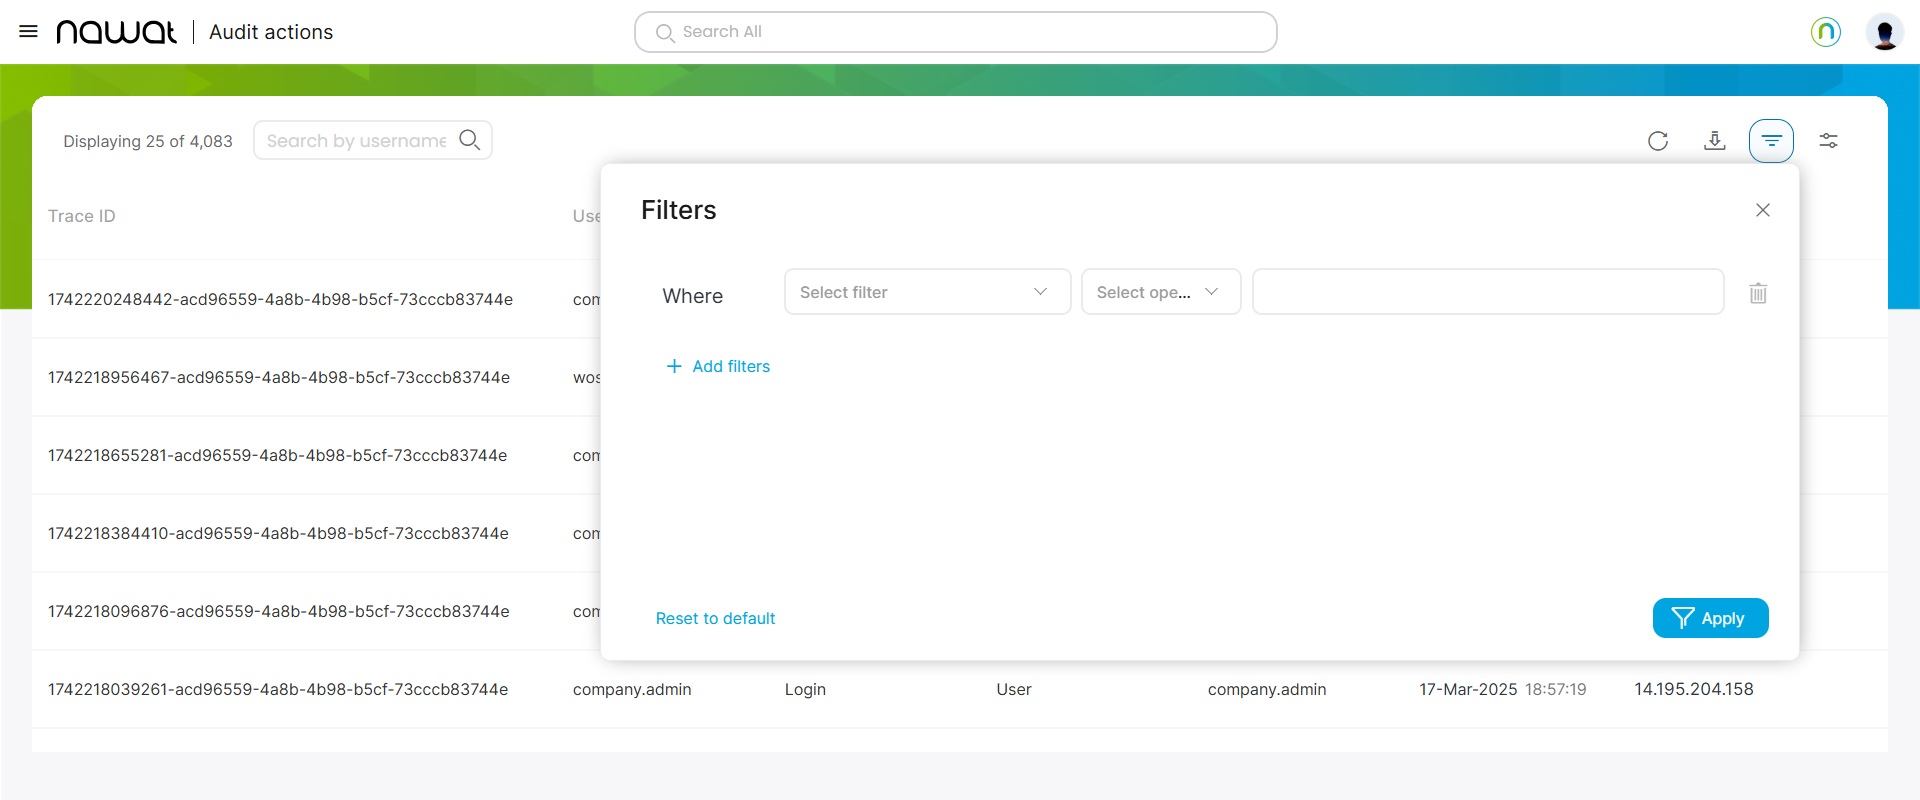 nawat
Audit actions
Search All
Displaying 25 of 4,083
Search by username
Filters
Trace ID
Use
Where
Select filter
Select ope...
Add filters
Reset to default
Apply
1742220248442-acd96559-4a8b-4b98-b5cf-73cccb83744e com
1742218956467-acd96559-4a8b-4b98-b5cf-73cccb83744e wos
1742218655281-acd96559-4a8b-4b98-b5cf-73cccb83744e com
1742218384410-acd96559-4a8b-4b98-b5cf-73cccb83744e com
1742218096876-acd96559-4a8b-4b98-b5cf-73cccb83744e com
1742218039261-acd96559-4a8b-4b98-b5cf-73cccb83744e company.admin Login User company.admin 17-Mar-2025 18:57:19 14.195.204.158